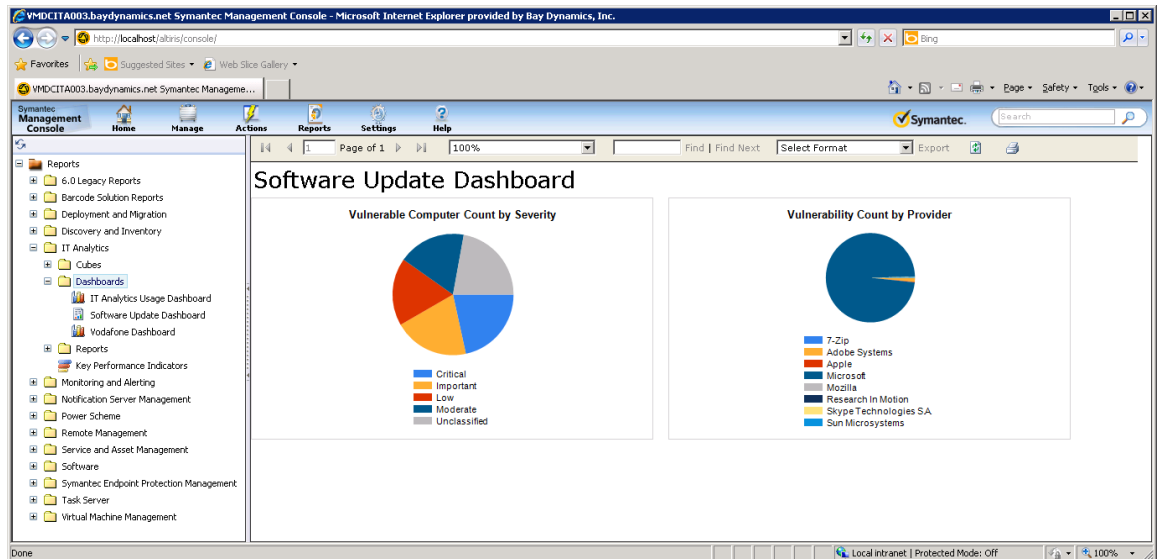 VMDCITA003.baydynamics.net Symantec Management Console - Microsoft Internet Explorer provided by Bay Dynamics, Inc.
http://localhost/altiris/console/
Bing
Favorites
Suggested Sites
Web Slice Gallery
VMDCITA003.baydynamics.net Symantec Manageme...
Page
Safety
Tools
Symantec
Management
Console
Home
Manage
Actions
Reports
Settings
Help
Symantec.
Search
1
Page of 1
100%
Find | Find Next
Select Format
Export
Reports
6.0 Legacy Reports
Barcode Solution Reports
Deployment and Migration
Discovery and Inventory
IT Analytics
Cubes
Dashboards
IT Analytics Usage Dashboard
Software Update Dashboard
Vodafone Dashboard
Reports
Key Performance Indicators
Monitoring and Alerting
Notification Server Management
Power Scheme
Remote Management
Service and Asset Management
Software
Symantec Endpoint Protection Management
Task Server
Virtual Machine Management
Software Update Dashboard
Vulnerable Computer Count by Severity
Critical
Important
Low
Moderate
Unclassified
Vulnerability Count by Provider
7-Zip
Adobe Systems
Apple
Microsoft
Mozilla
Research In Motion
Skype Technologies S.A.
Sun Microsystems
Done
Local intranet | Protected Mode: Off
100%